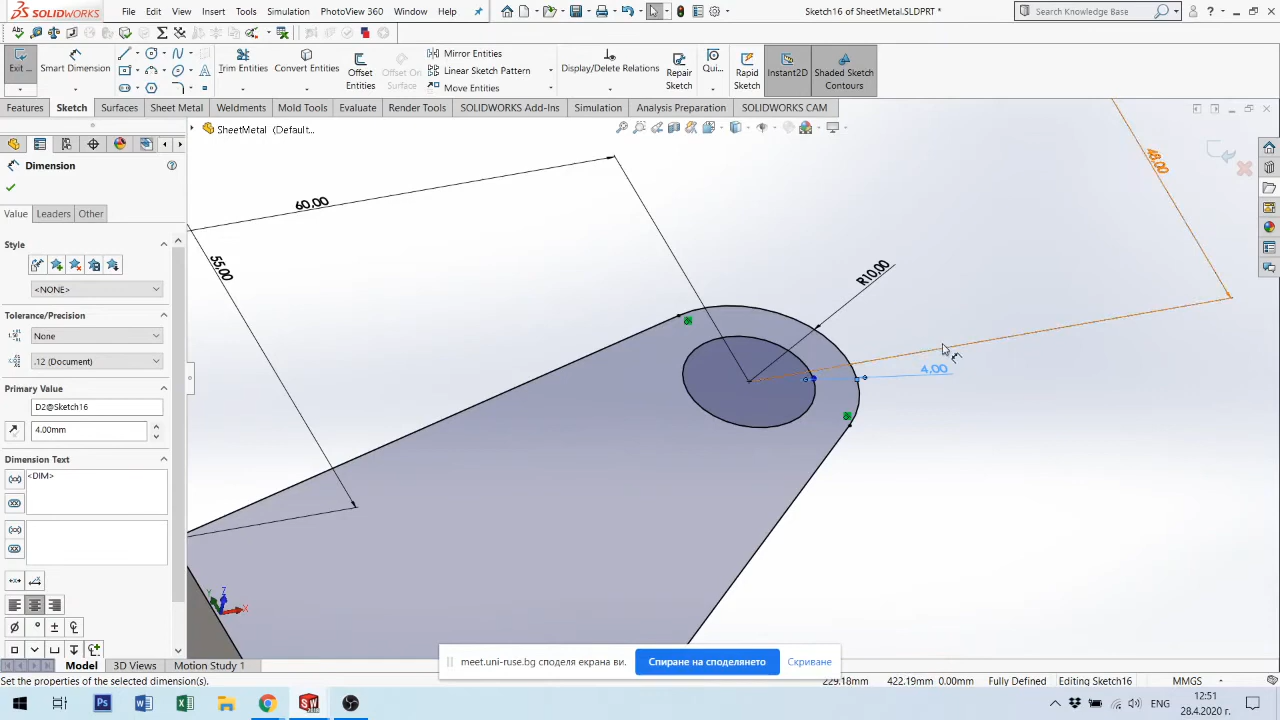 SOLIDWORKS
File
Edit
View
Insert
Tools
Simulation
PhotoView 360
Window
Help
Sketch16 of SheetMetal.SLDPRT *
Search Knowledge Base
Exit ...
Smart Dimension
Trim Entities
Convert Entities
Offset Entities
Offset On Surface
Mirror Entities
Linear Sketch Pattern
Move Entities
Display/Delete Relations
Repair Sketch
Qui...
Rapid Sketch
Instant2D
Shaded Sketch Contours
Features
Sketch
Surfaces
Sheet Metal
Weldments
Mold Tools
Evaluate
Render Tools
SOLIDWORKS Add-Ins
Simulation
Analysis Preparation
SOLIDWORKS CAM
SheetMetal (Default...
Dimension
Value
Leaders
Other
Style
<NONE>
Tolerance/Precision
None
.12 (Document)
Primary Value
D2@Sketch16
4.00mm
Dimension Text
<DIM>
60,00
55,00
R10,00
48,00
4,00
Z
X
meet.uni-ruse.bg споделя екрана ви.
Спиране на споделянето
Скриване
Model
3D Views
Motion Study 1
Set the properties of the selected dimension(s).
229.18mm
422.19mm
0.00mm
Fully Defined
Editing Sketch16
MMGS
ENG
12:51
28.4.2020 г.